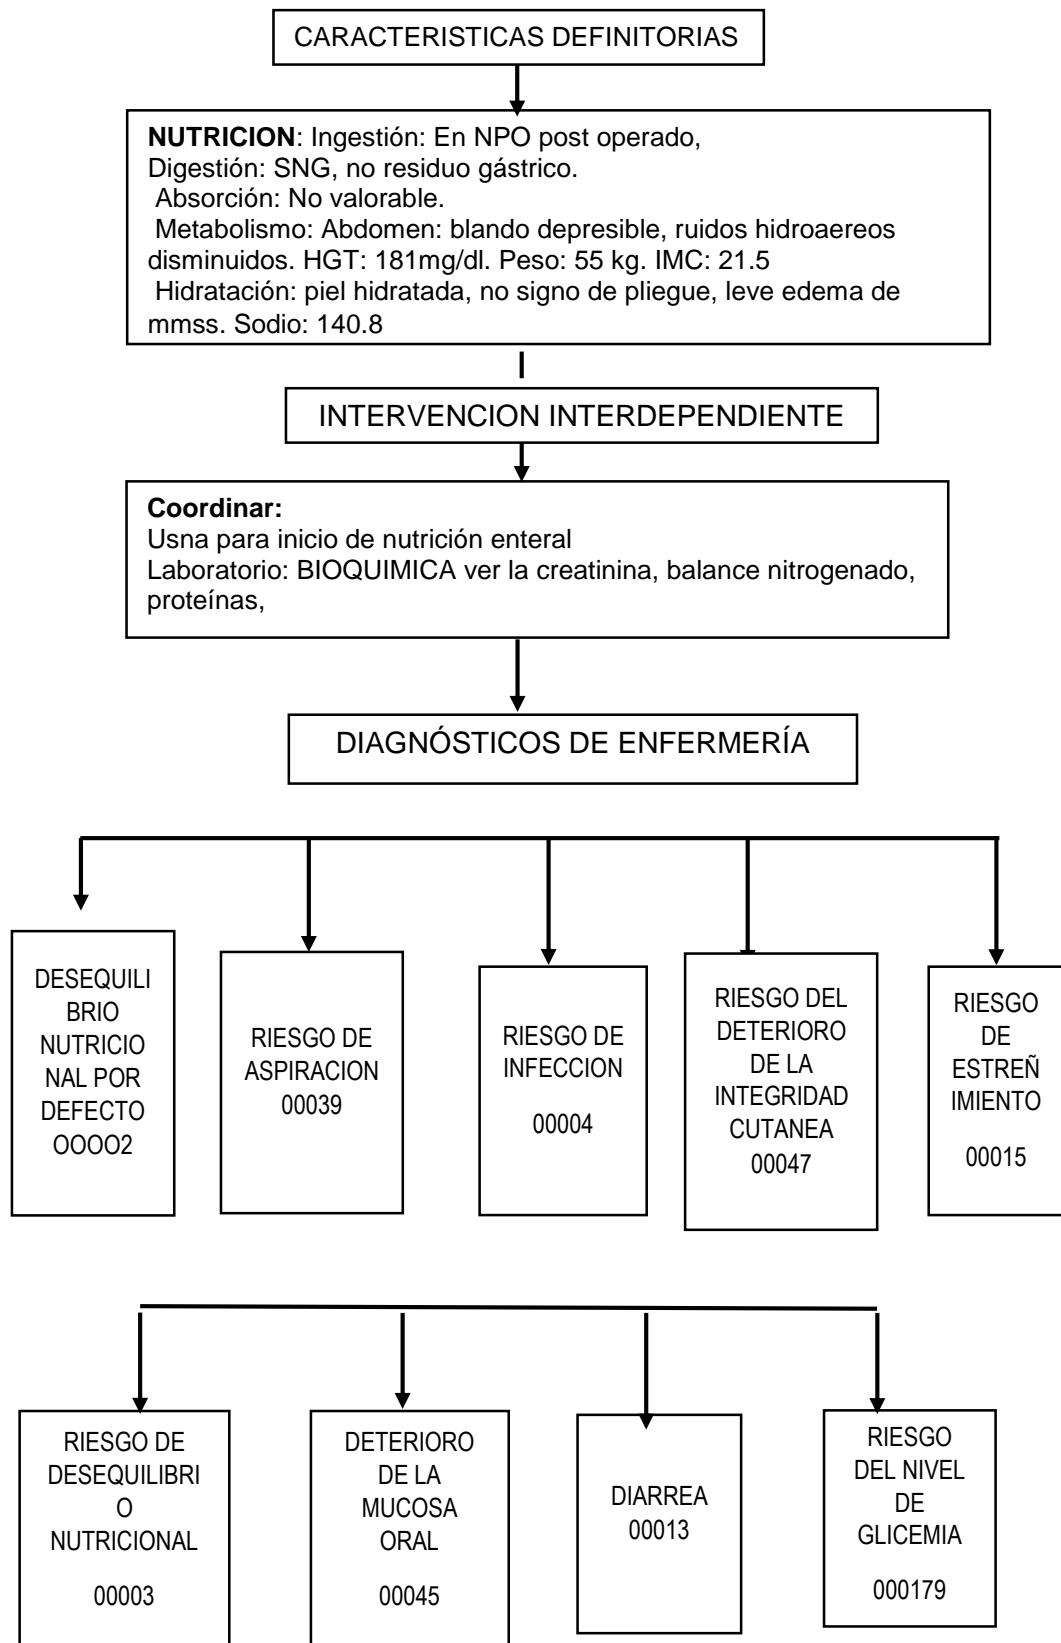 CARACTERISTICAS DEFINITORIAS
NUTRICION: Ingestión: En NPO post operado,
Digestión: SNG, no residuo gástrico.
Absorción: No valorable.
Metabolismo: Abdomen: blando depresible, ruidos hidroaereos
disminuidos. HGT: 181mg/dl. Peso: 55 kg. IMC: 21.5
Hidratación: piel hidratada, no signo de pliegue, leve edema de
mmss. Sodio: 140.8
INTERVENCION INTERDEPENDIENTE
Coordinar:
Usna para inicio de nutrición enteral
Laboratorio: BIOQUIMICA ver la creatinina, balance nitrogenado,
proteínas,
DIAGNÓSTICOS DE ENFERMERÍA
DESEQUILI
BRIO
NUTRICIO
NAL POR
DEFECTO
OOOO2
RIESGO DE
ASPIRACION
00039
RIESGO DE
INFECCION
00004
RIESGO DEL
DETERIORO
DE LA
INTEGRIDAD
CUTANEA
00047
RIESGO
DE
ESTREÑ
IMIENTO
00015
RIESGO DE
DESEQUILIBRI
O
NUTRICIONAL
00003
DETERIORO
DE LA
MUCOSA
ORAL
00045
DIARREA
00013
RIESGO
DEL NIVEL
DE
GLICEMIA
000179